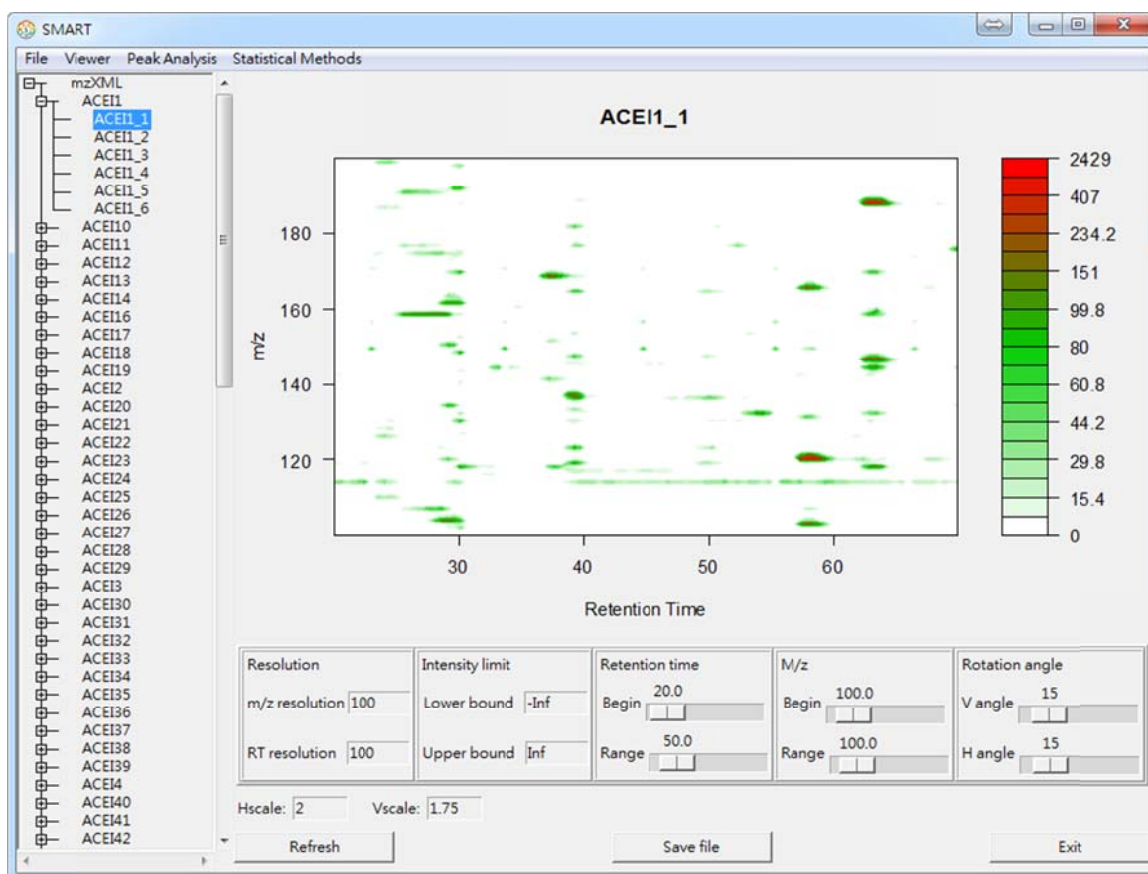 SMART
File Viewer Peak Analysis Statistical Methods
mzXML
ACEI1
ACEI1_1
ACEI1_2
ACEI1_3
ACEI1_4
ACEI1_5
ACEI1_6
ACEI10
ACEI11
ACEI12
ACEI13
ACEI14
ACEI16
ACEI17
ACEI18
ACEI19
ACEI2
ACEI20
ACEI21
ACEI22
ACEI23
ACEI24
ACEI25
ACEI26
ACEI27
ACEI28
ACEI29
ACEI3
ACEI30
ACEI31
ACEI32
ACEI33
ACEI34
ACEI35
ACEI36
ACEI37
ACEI38
ACEI39
ACEI4
ACEI40
ACEI41
ACEI42
ACEI1_1
m/z
180
160
140
120
30 40 50 60
Retention Time
2429
407
234.2
151
99.8
80
60.8
44.2
29.8
15.4
0
Resolution
m/z resolution 100
RT resolution 100
Intensity limit
Lower bound -Inf
Upper bound Inf
Retention time
20.0
Begin
50.0
Range
M/z
100.0
Begin
100.0
Range
Rotation angle
15
V angle
15
H angle
Hscale: 2 Vscale: 1.75
Refresh Save file Exit